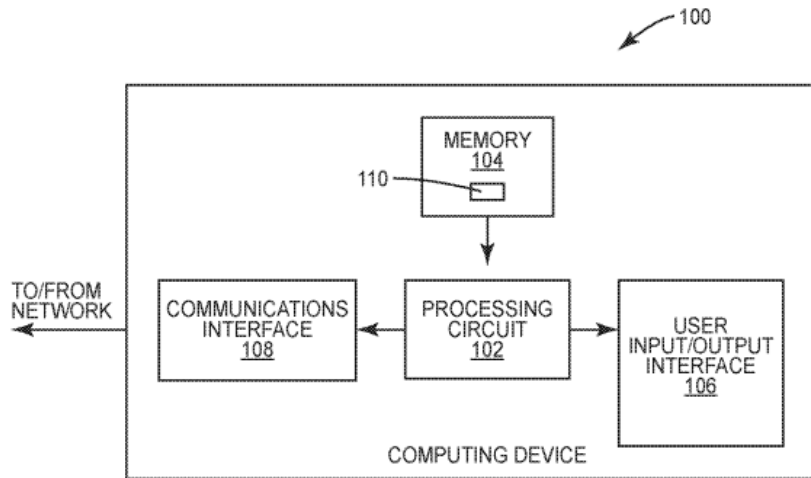 100
MEMORY
104
110
TO/FROM
NETWORK
COMMUNICATIONS
INTERFACE
108
PROCESSING
CIRCUIT
102
USER
INPUT/OUTPUT
INTERFACE
106
COMPUTING DEVICE